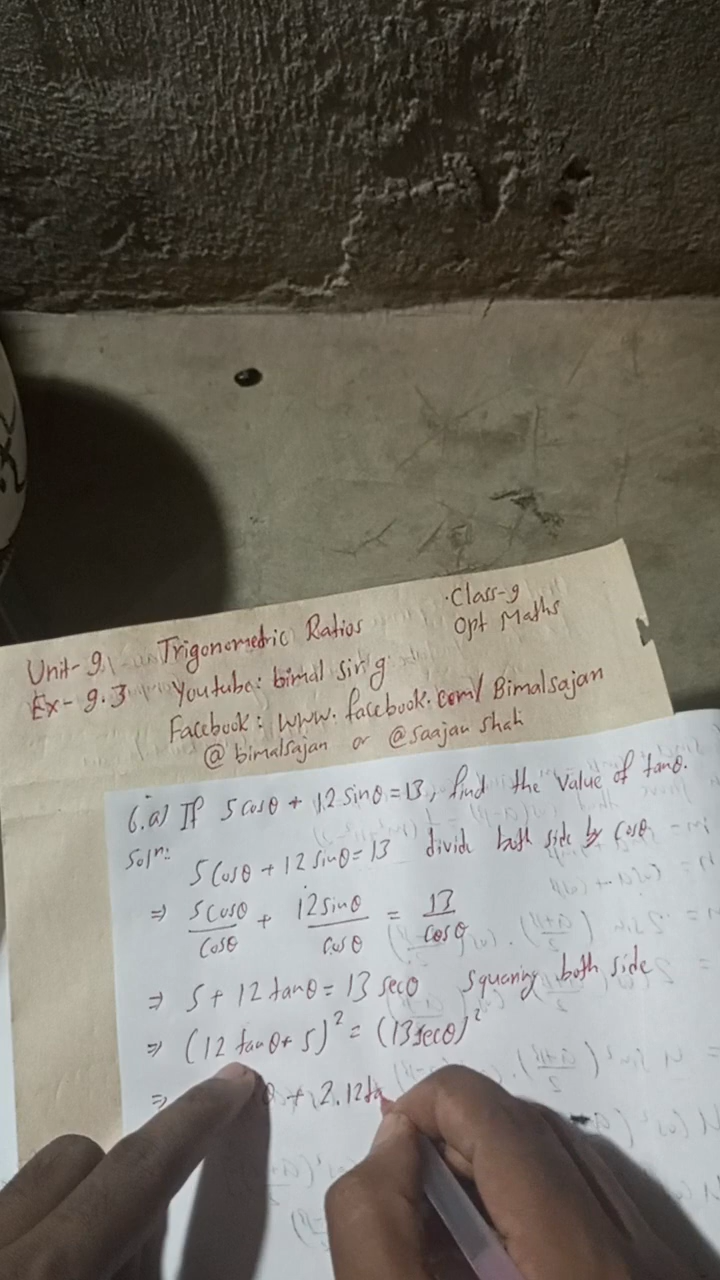 Unit-9 Trigonometric Ratios
Class-9
Opt Maths
Ex-9.3 Youtube: bimal sir g
Facebook: www.facebook.com/Bimalsajan
@bimalsajan or @saajan shah
6.a) If 5cosθ + 12sinθ = 13, find the value of tanθ.
Solⁿ:
5cosθ + 12sinθ = 13 divide both side by cosθ
⇒ 5cosθ/cosθ + 12sinθ/cosθ = 13/cosθ
⇒ 5 + 12tanθ = 13secθ squaring both side
⇒ (12tanθ + 5)² = (13secθ)²
⇒ θ + 2.12ta